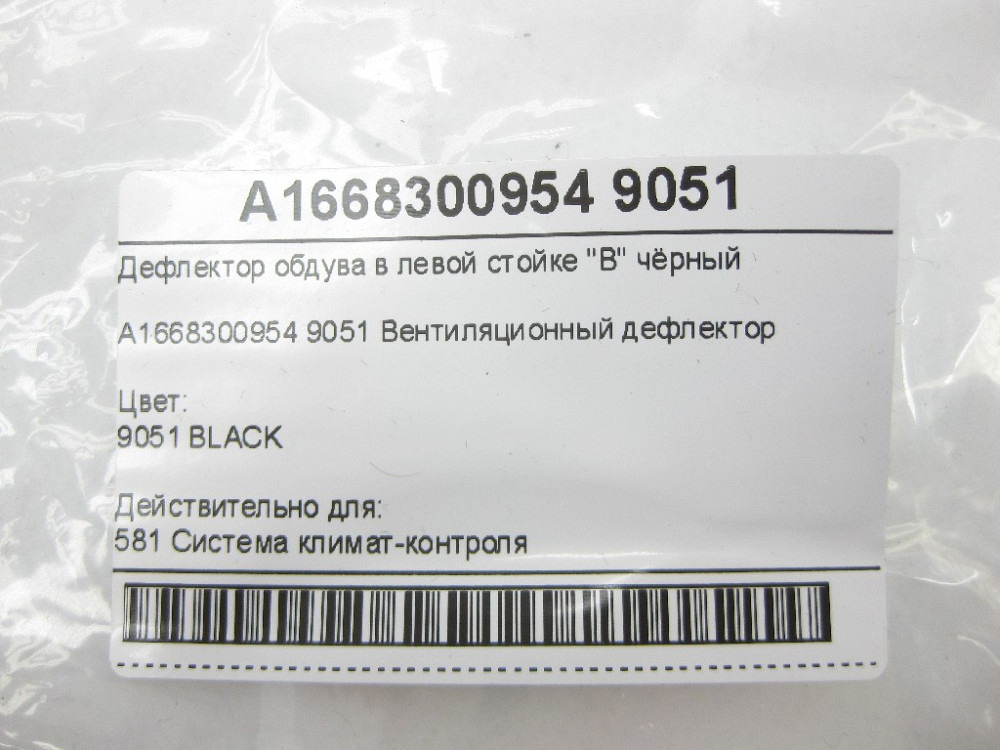 A1668300954 9051
Дефлектор обдува в левой стойке "В" чёрный
A1668300954 9051 Вентиляционный дефлектор
Цвет:
9051 BLACK
Действительно для:
581 Система климат-контроля